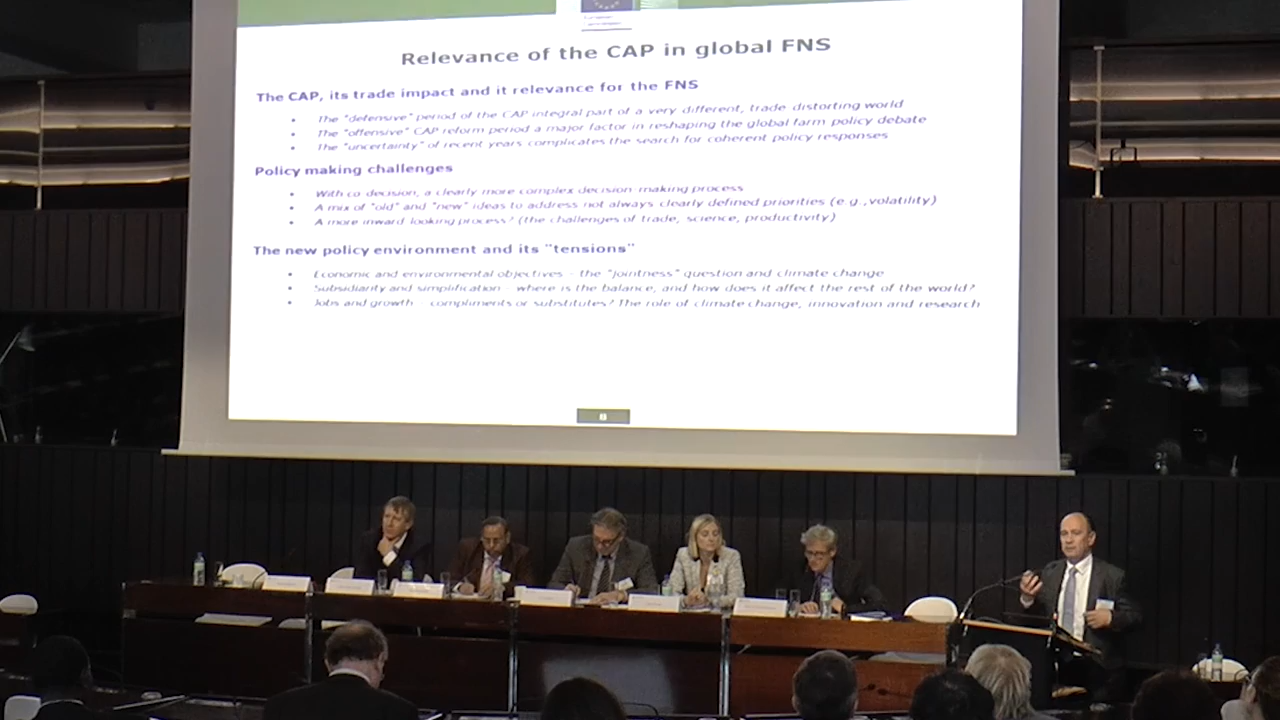 European
Commission
Relevance of the CAP in global FNS
The CAP, its trade impact and it relevance for the FNS
• The "defensive" period of the CAP integral part of a very different, trade-distorting world
• The "offensive" CAP reform period a major factor in reshaping the global farm policy debate
• The "uncertainty" of recent years complicates the search for coherent policy responses
Policy making challenges
• With co-decision, a clearly more complex decision-making process
• A mix of "old" and "new" ideas to address not always clearly defined priorities (e.g.,volatility)
• A more inward-looking process? (the challenges of trade, science, productivity)
The new policy environment and its "tensions"
• Economic and environmental objectives – the "jointness" question and climate change
• Subsidiarity and simplification – where is the balance, and how does it affect the rest of the world?
• Jobs and growth – compliments or substitutes? The role of climate change, innovation and research